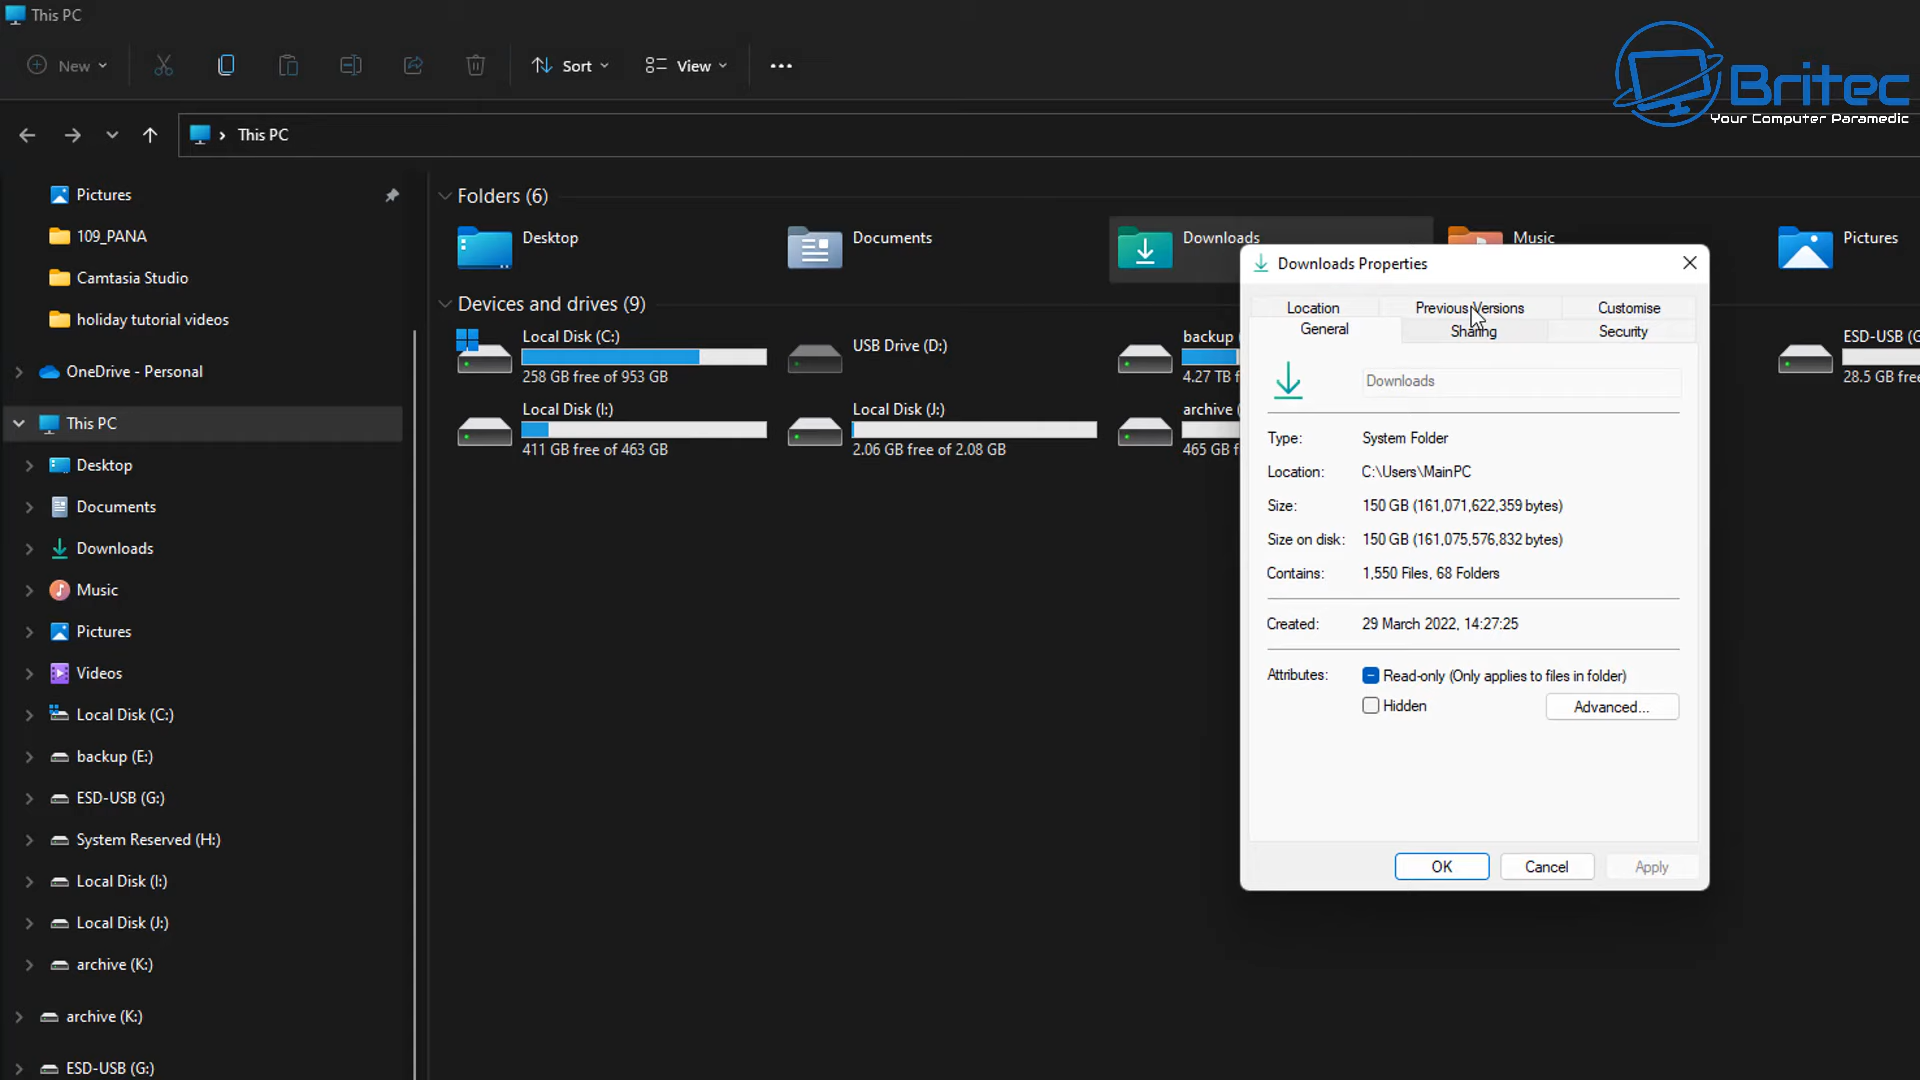 This PC
New
Sort
View
Britec
Your Computer Paramedic
This PC
Pictures
109_PANA
Camtasia Studio
holiday tutorial videos
OneDrive - Personal
This PC
Desktop
Documents
Downloads
Music
Pictures
Videos
Local Disk (C:)
backup (E:)
ESD-USB (G:)
System Reserved (H:)
Local Disk (I:)
Local Disk (J:)
archive (K:)
archive (K:)
ESD-USB (G:)
Folders (6)
Desktop
Documents
Downloads
Music
Pictures
Devices and drives (9)
Local Disk (C:)
258 GB free of 953 GB
USB Drive (D:)
backup
4.27 TB f
ESD-USB (G
28.5 GB free
Local Disk (I:)
411 GB free of 463 GB
Local Disk (J:)
2.06 GB free of 2.08 GB
archive (
465 GB f
Downloads Properties
Location
Previous Versions
Customise
General
Sharing
Security
Downloads
Type: System Folder
Location: C:\Users\MainPC
Size: 150 GB (161,071,622,359 bytes)
Size on disk: 150 GB (161,075,576,832 bytes)
Contains: 1,550 Files, 68 Folders
Created: 29 March 2022, 14:27:25
Attributes: Read-only (Only applies to files in folder)
Hidden
Advanced...
OK
Cancel
Apply